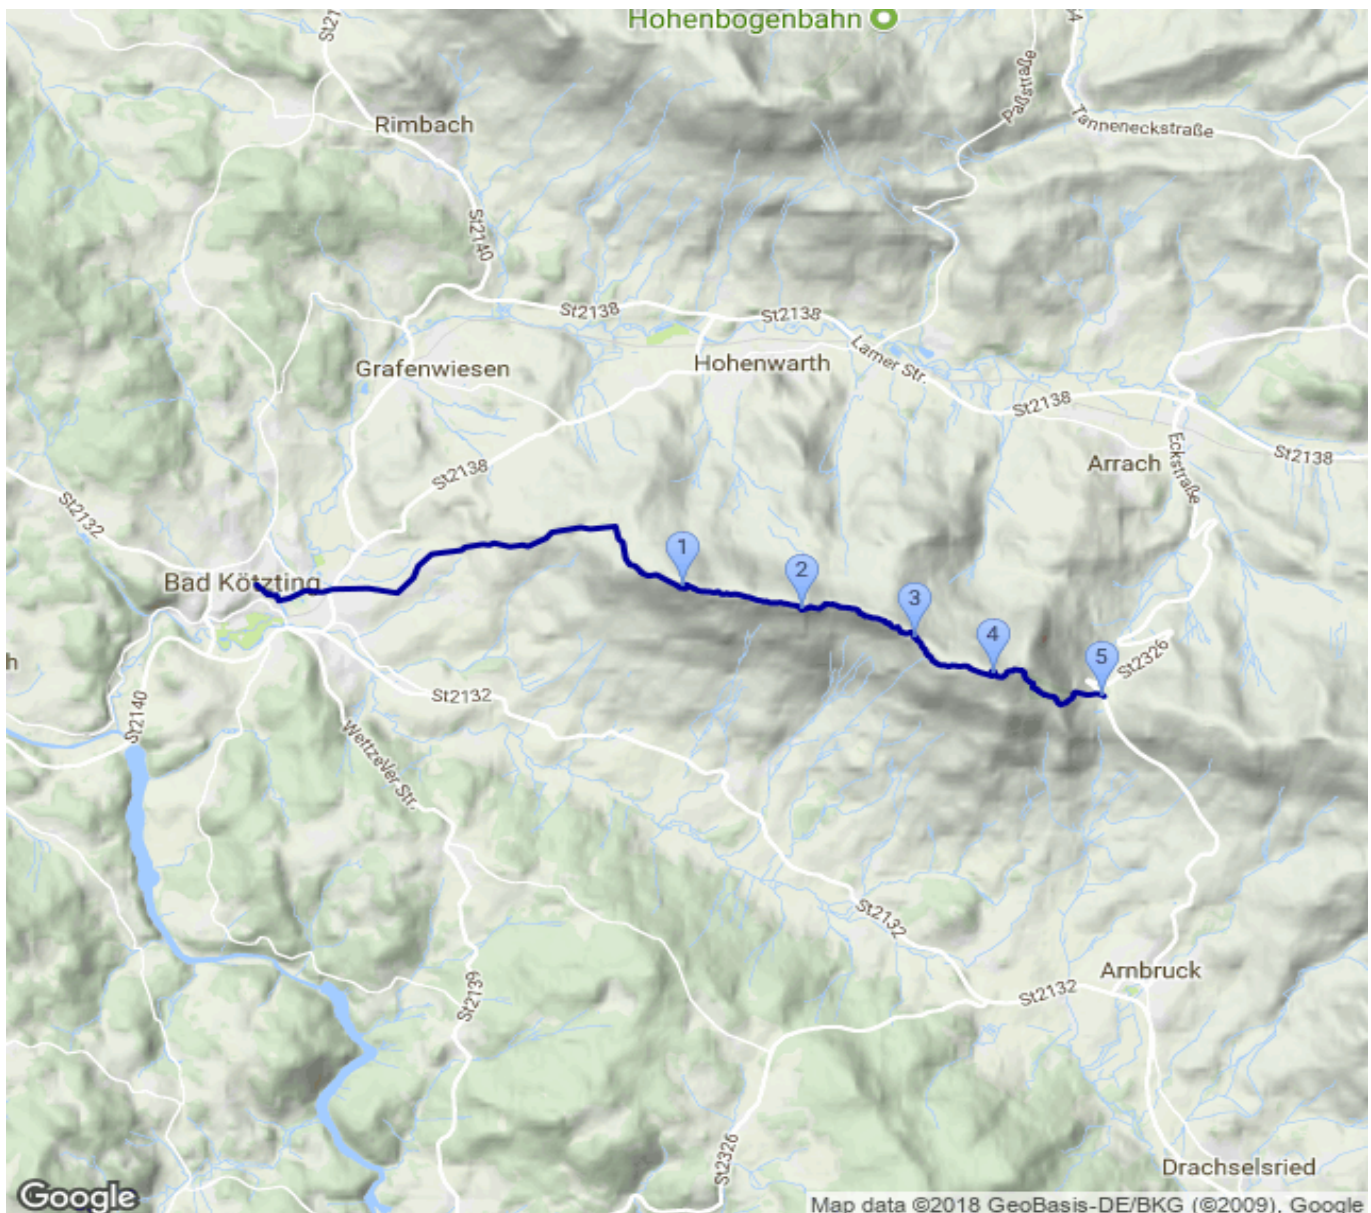 Hohenbogenbahn
St21
Paßstraße
Rimbach
Tanneneckstraße
St2140
St2138
St2138
Hohenwarth
Lamer Str.
Grafenwiesen
St2138
Eckstraße
Arrach
St2138
St2138
St2132
1
Bad Kötzting
2
3
4
5
St2326
h
St2132
St2140
Wettzeller Str.
St2132
Arnbruck
St2132
St2139
St2326
Drachselsried
Google
Map data ©2018 GeoBasis-DE/BKG (©2009), Google